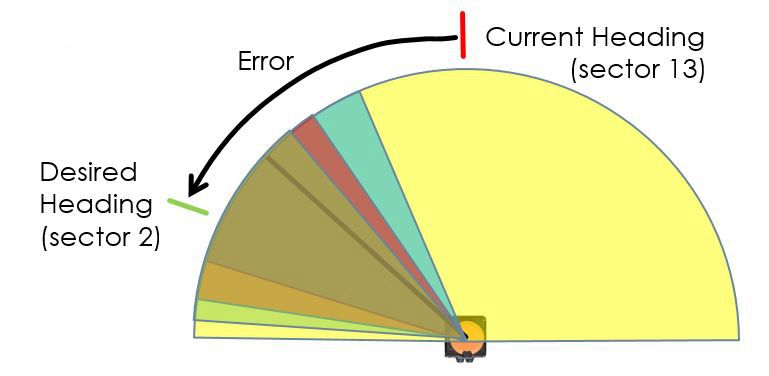 Error
Current Heading
(sector 13)
Desired
Heading
(sector 2)